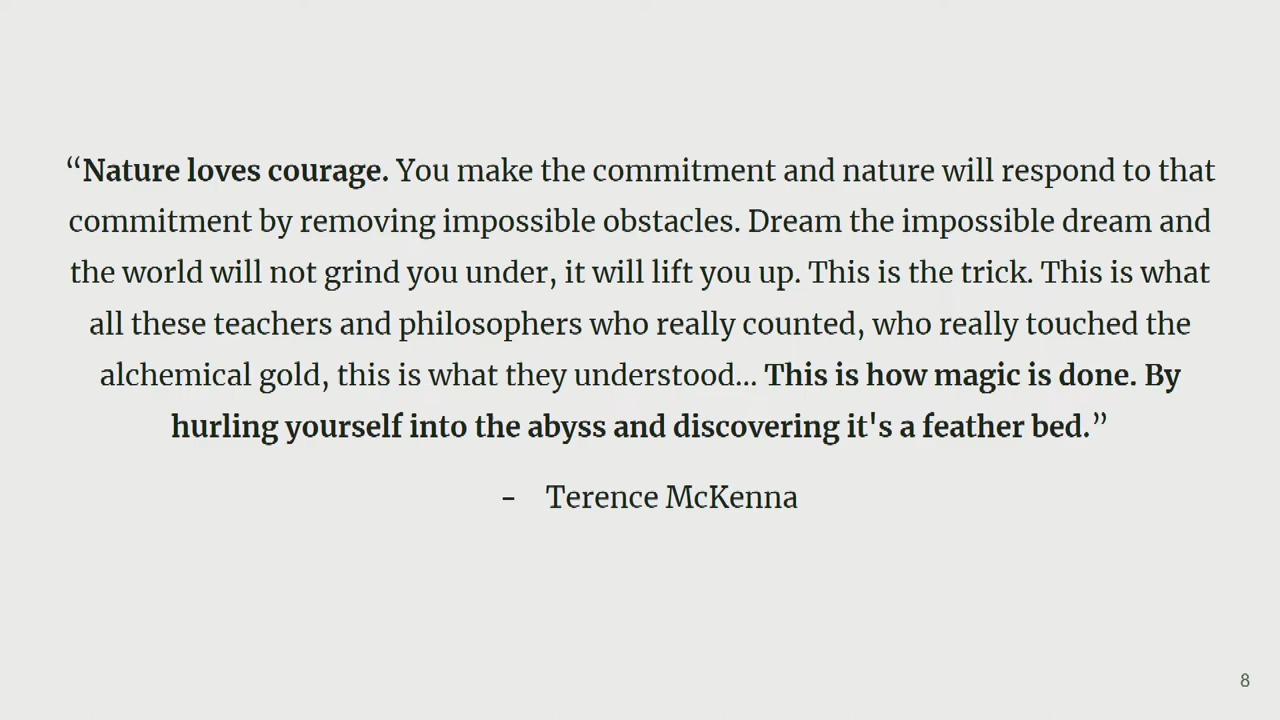 “Nature loves courage. You make the commitment and nature will respond to that
commitment by removing impossible obstacles. Dream the impossible dream and
the world will not grind you under, it will lift you up. This is the trick. This is what
all these teachers and philosophers who really counted, who really touched the
alchemical gold, this is what they understood... This is how magic is done. By
hurling yourself into the abyss and discovering it's a feather bed.”
- Terence McKenna
8